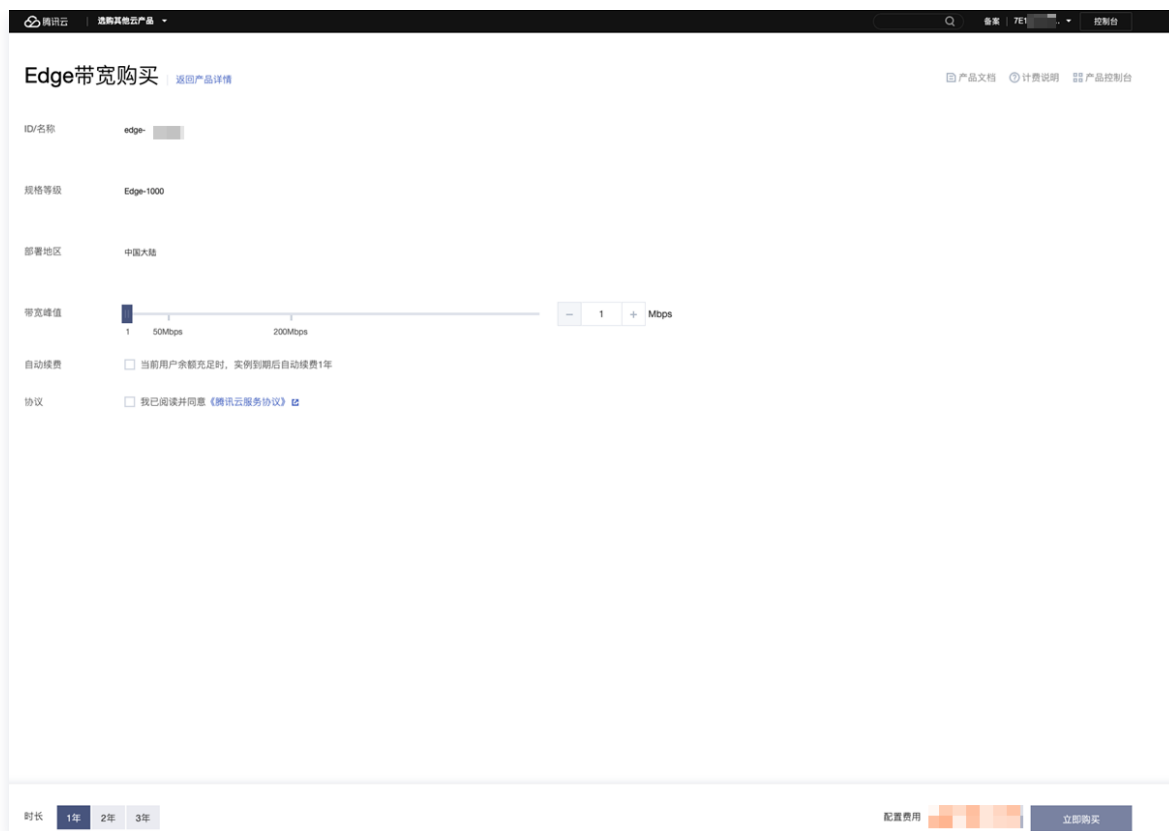 腾讯云 选购其他云产品 备案 7E1 控制台
Edge带宽购买 返回产品详情 产品文档 计费说明 产品控制台
ID/名称 edge-
规格等级 Edge-1000
部署地区 中国大陆
带宽峰值 − 1 + Mbps
1 50Mbps 200Mbps
自动续费 当前用户余额充足时,实例到期后自动续费1年
协议 我已阅读并同意《腾讯云服务协议》
时长 1年 2年 3年 配置费用 立即购买